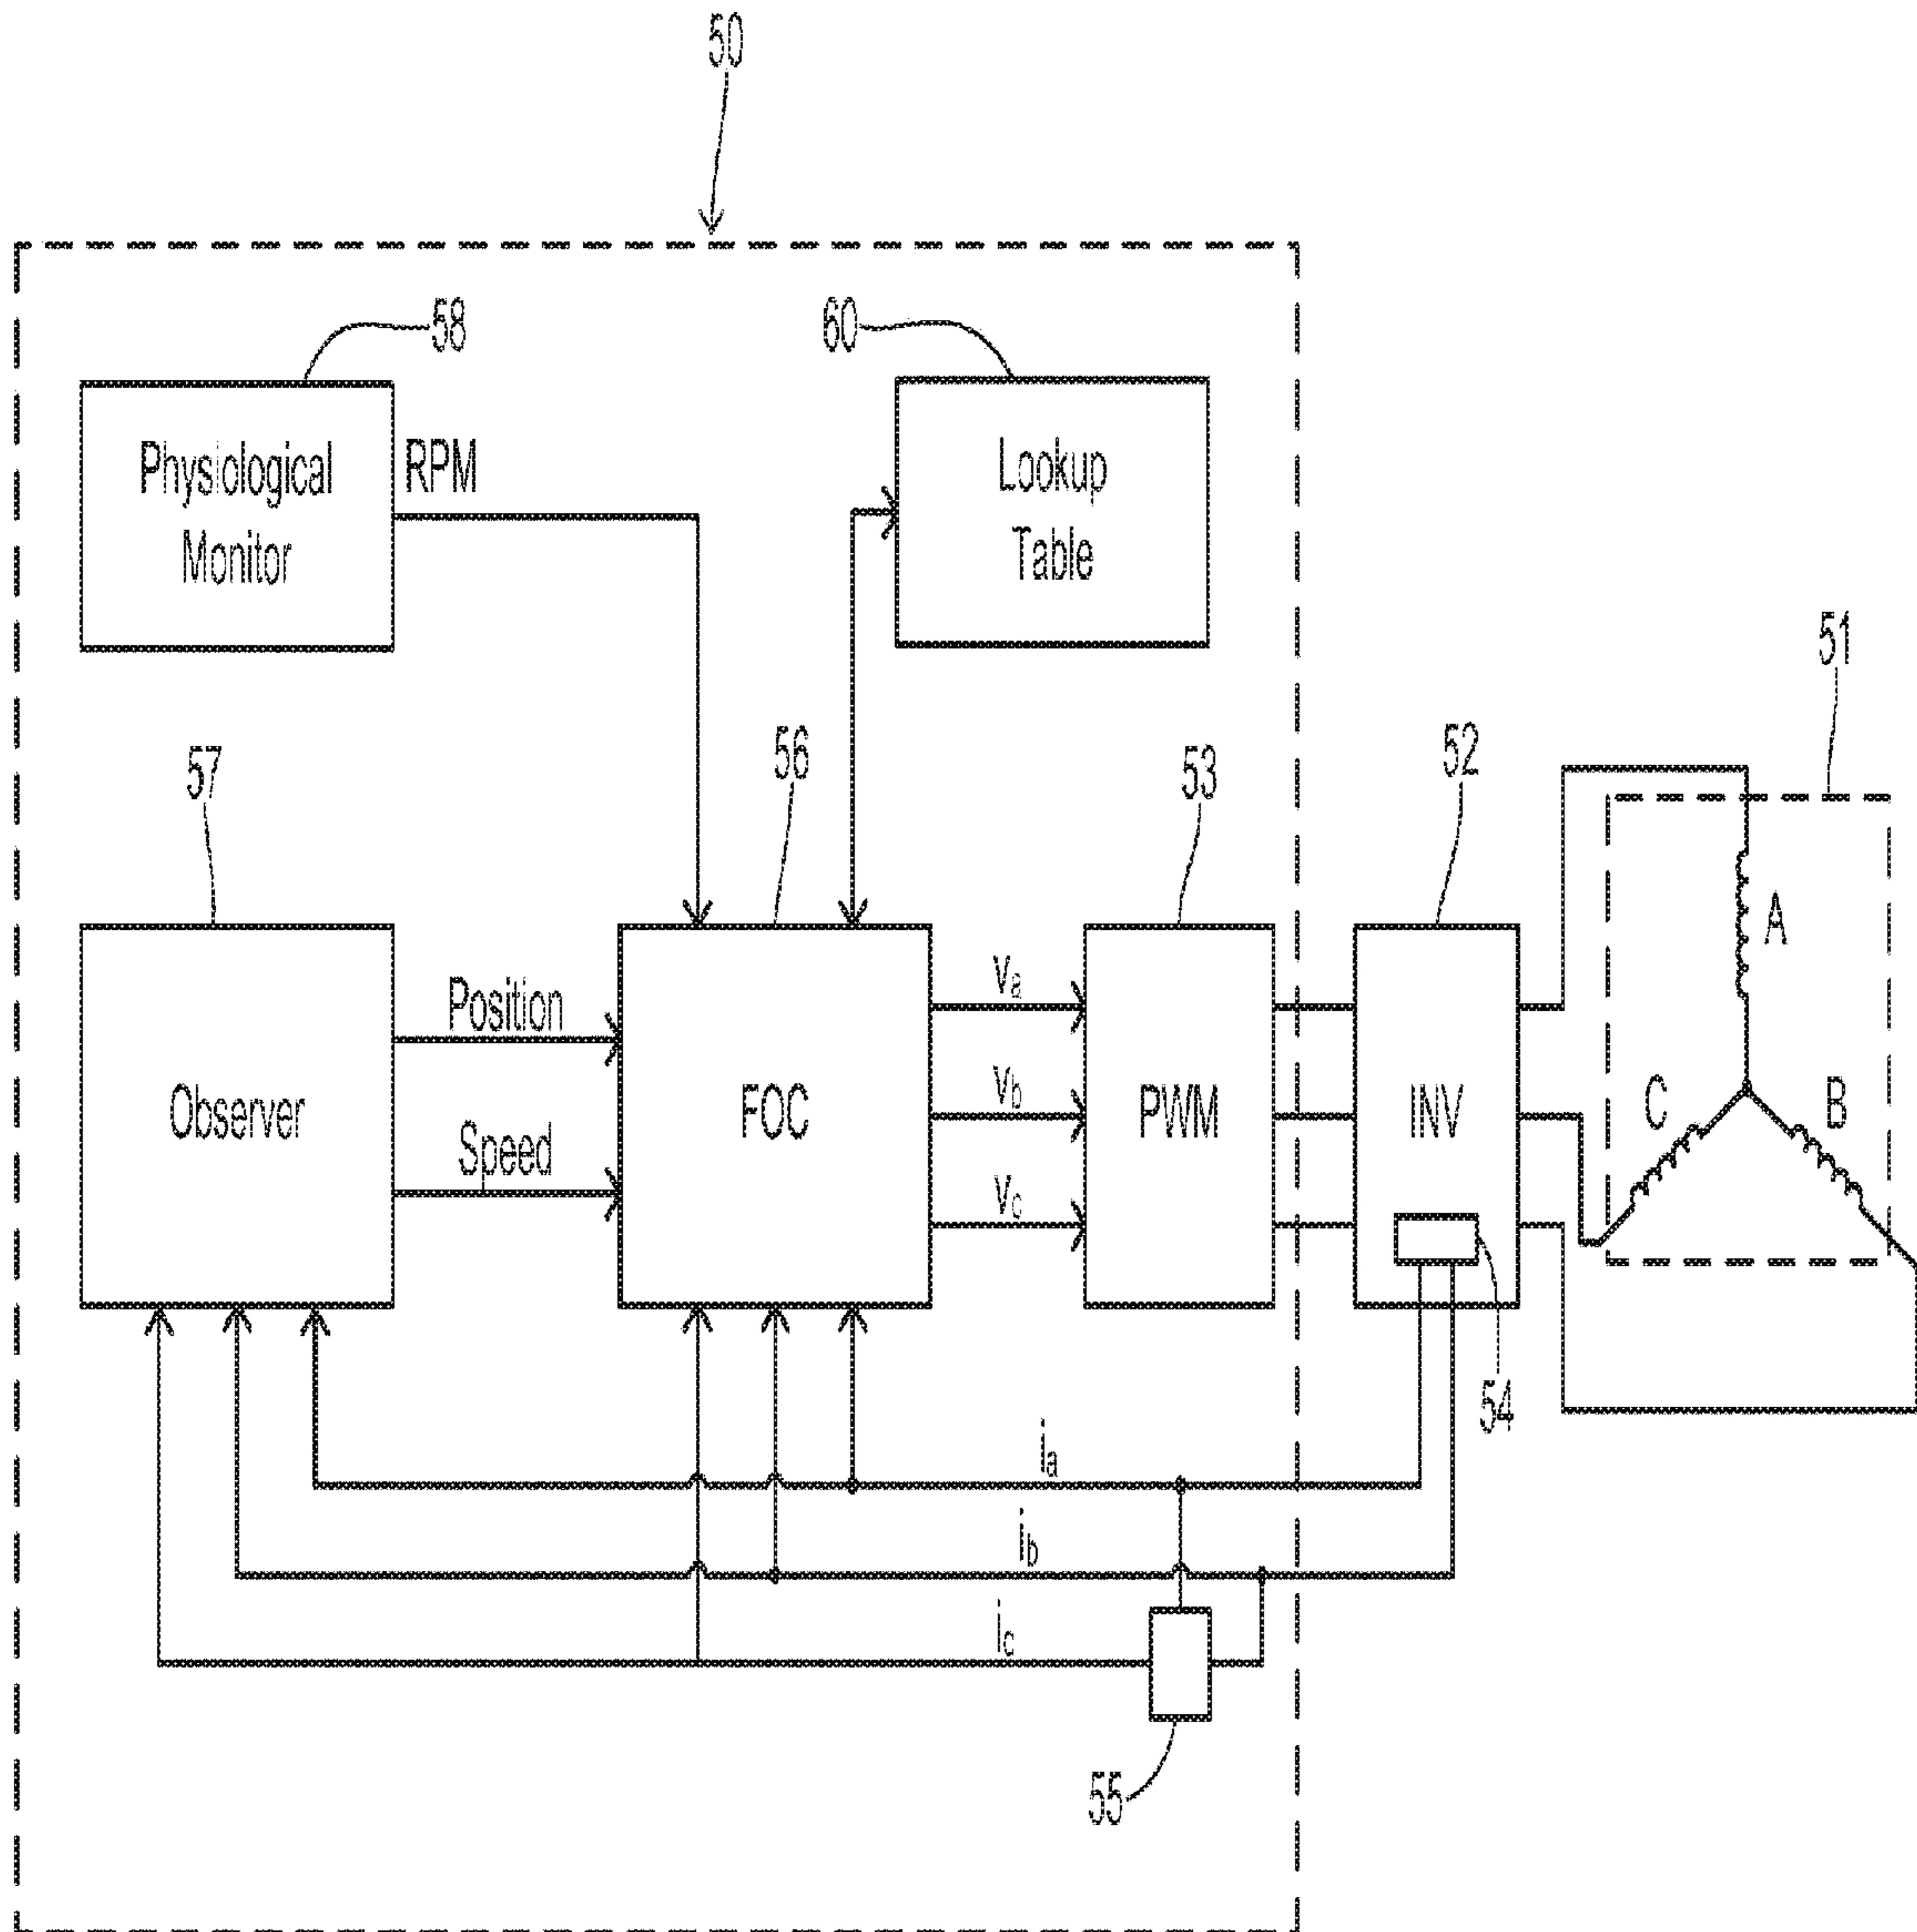 50
58
60
Physiological
Monitor
RPM
Lookup
Table
51
57
56
53
52
A
Position
Va
Observer
FOC
Vb
PWM
INV
C
B
Speed
Vc
54
ia
ib
ic
55